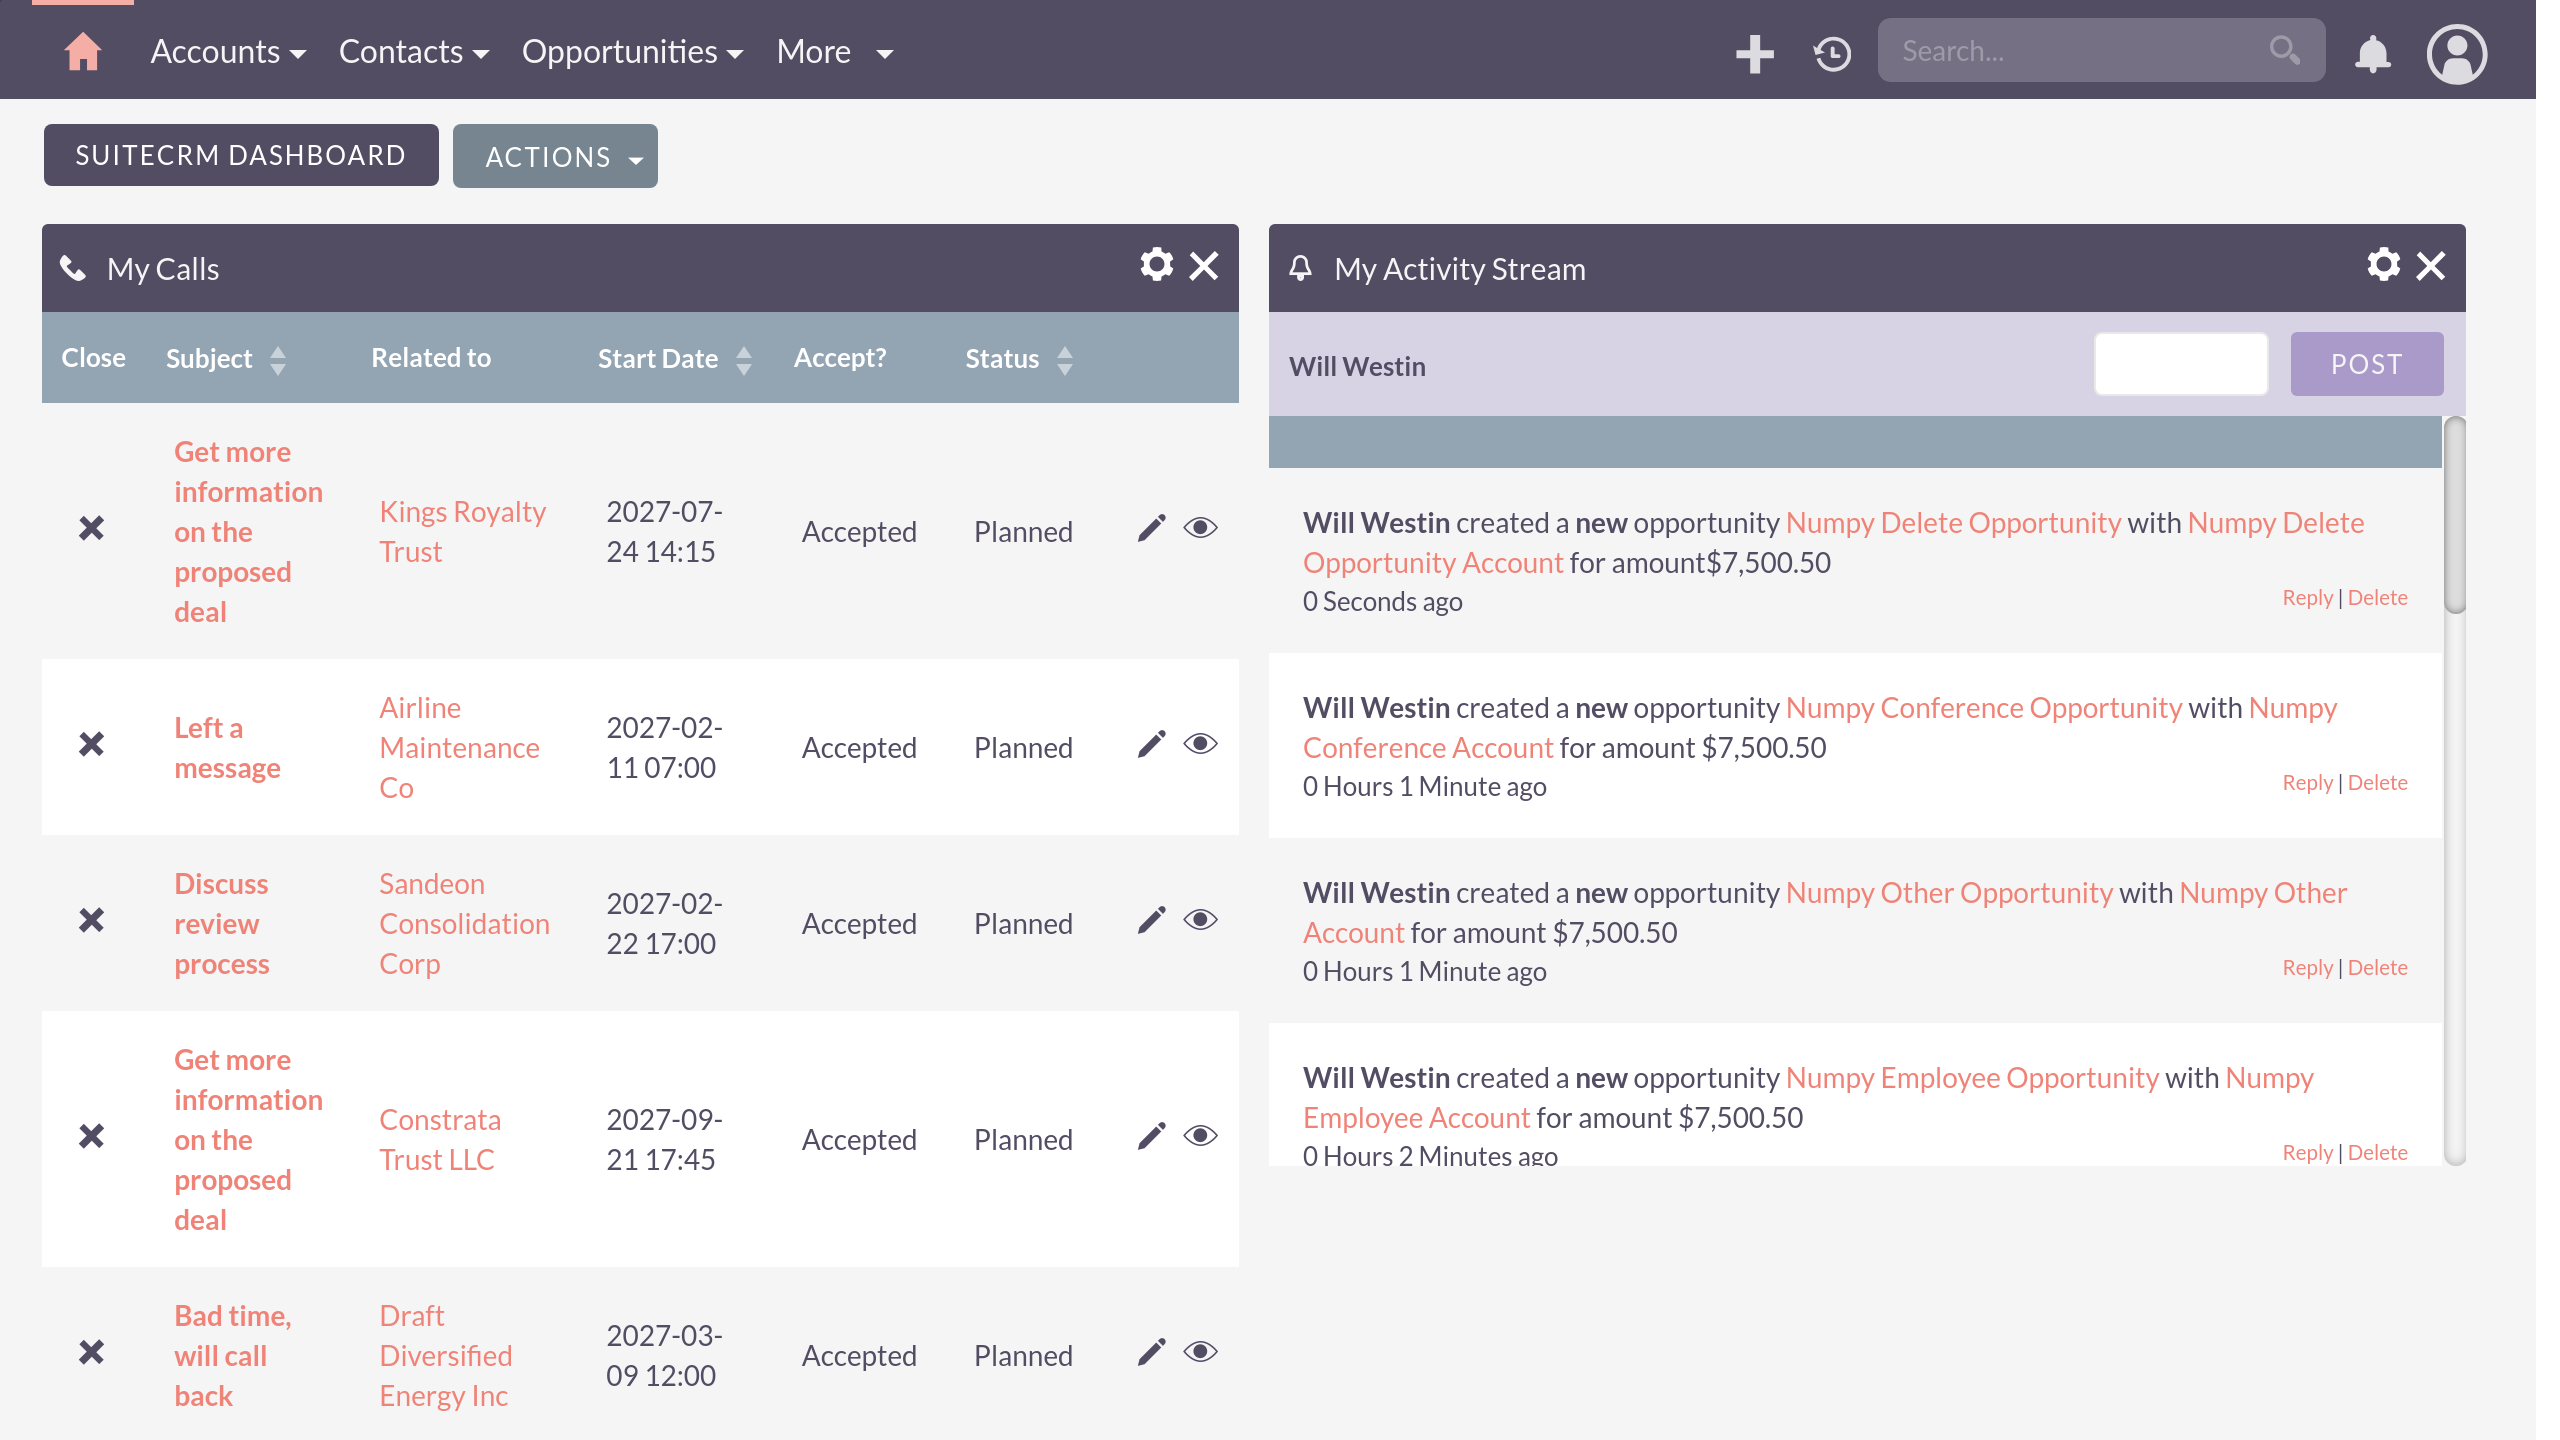 Accounts Contacts Opportunities More Search...
SUITECRM DASHBOARD ACTIONS
My Calls
Close Subject Related to Start Date Accept? Status
Get more
information
on the
proposed
deal
Kings Royalty
Trust
2027-07-
24 14:15
Accepted
Planned
Left a
message
Airline
Maintenance
Co
2027-02-
11 07:00
Accepted
Planned
Discuss
review
process
Sandeon
Consolidation
Corp
2027-02-
22 17:00
Accepted
Planned
Get more
information
on the
proposed
deal
Constrata
Trust LLC
2027-09-
21 17:45
Accepted
Planned
Bad time,
will call
back
Draft
Diversified
Energy Inc
2027-03-
09 12:00
Accepted
Planned
My Activity Stream
Will Westin POST
Will Westin created a new opportunity Numpy Delete Opportunity with Numpy Delete
Opportunity Account for amount$7,500.50
0 Seconds ago Reply | Delete
Will Westin created a new opportunity Numpy Conference Opportunity with Numpy
Conference Account for amount $7,500.50
0 Hours 1 Minute ago Reply | Delete
Will Westin created a new opportunity Numpy Other Opportunity with Numpy Other
Account for amount $7,500.50
0 Hours 1 Minute ago Reply | Delete
Will Westin created a new opportunity Numpy Employee Opportunity with Numpy
Employee Account for amount $7,500.50
0 Hours 2 Minutes ago Reply | Delete